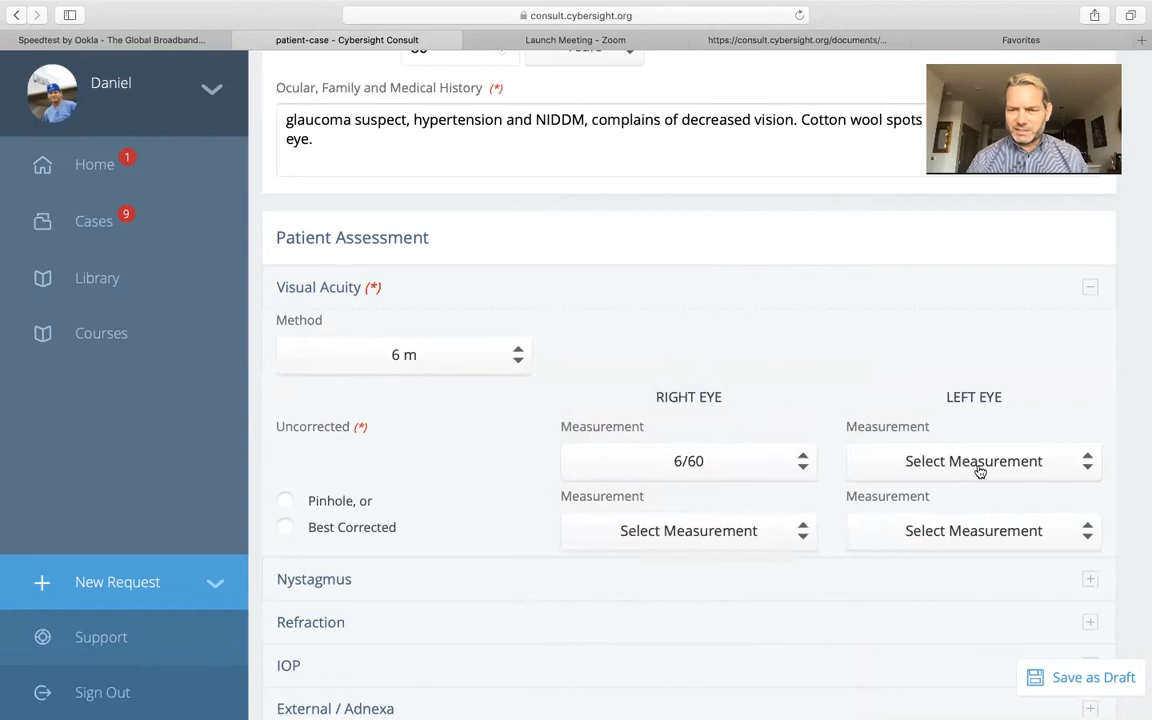 consult.cybersight.org
Speedtest by Ookla - The Global Broadband...
patient-case - Cybersight Consult
Launch Meeting - Zoom
https://consult.cybersight.org/documents/...
Favorites
Daniel
Home 1
Cases 9
Library
Courses
New Request
Support
Sign Out
Ocular, Family and Medical History (*)
glaucoma suspect, hypertension and NIDDM, complains of decreased vision. Cotton wool spots
eye.
Patient Assessment
Visual Acuity (*)
Method
6 m
RIGHT EYE
LEFT EYE
Uncorrected (*)
Measurement
Measurement
6/60
Select Measurement
Pinhole, or
Best Corrected
Measurement
Measurement
Select Measurement
Select Measurement
Nystagmus
Refraction
IOP
External / Adnexa
Save as Draft